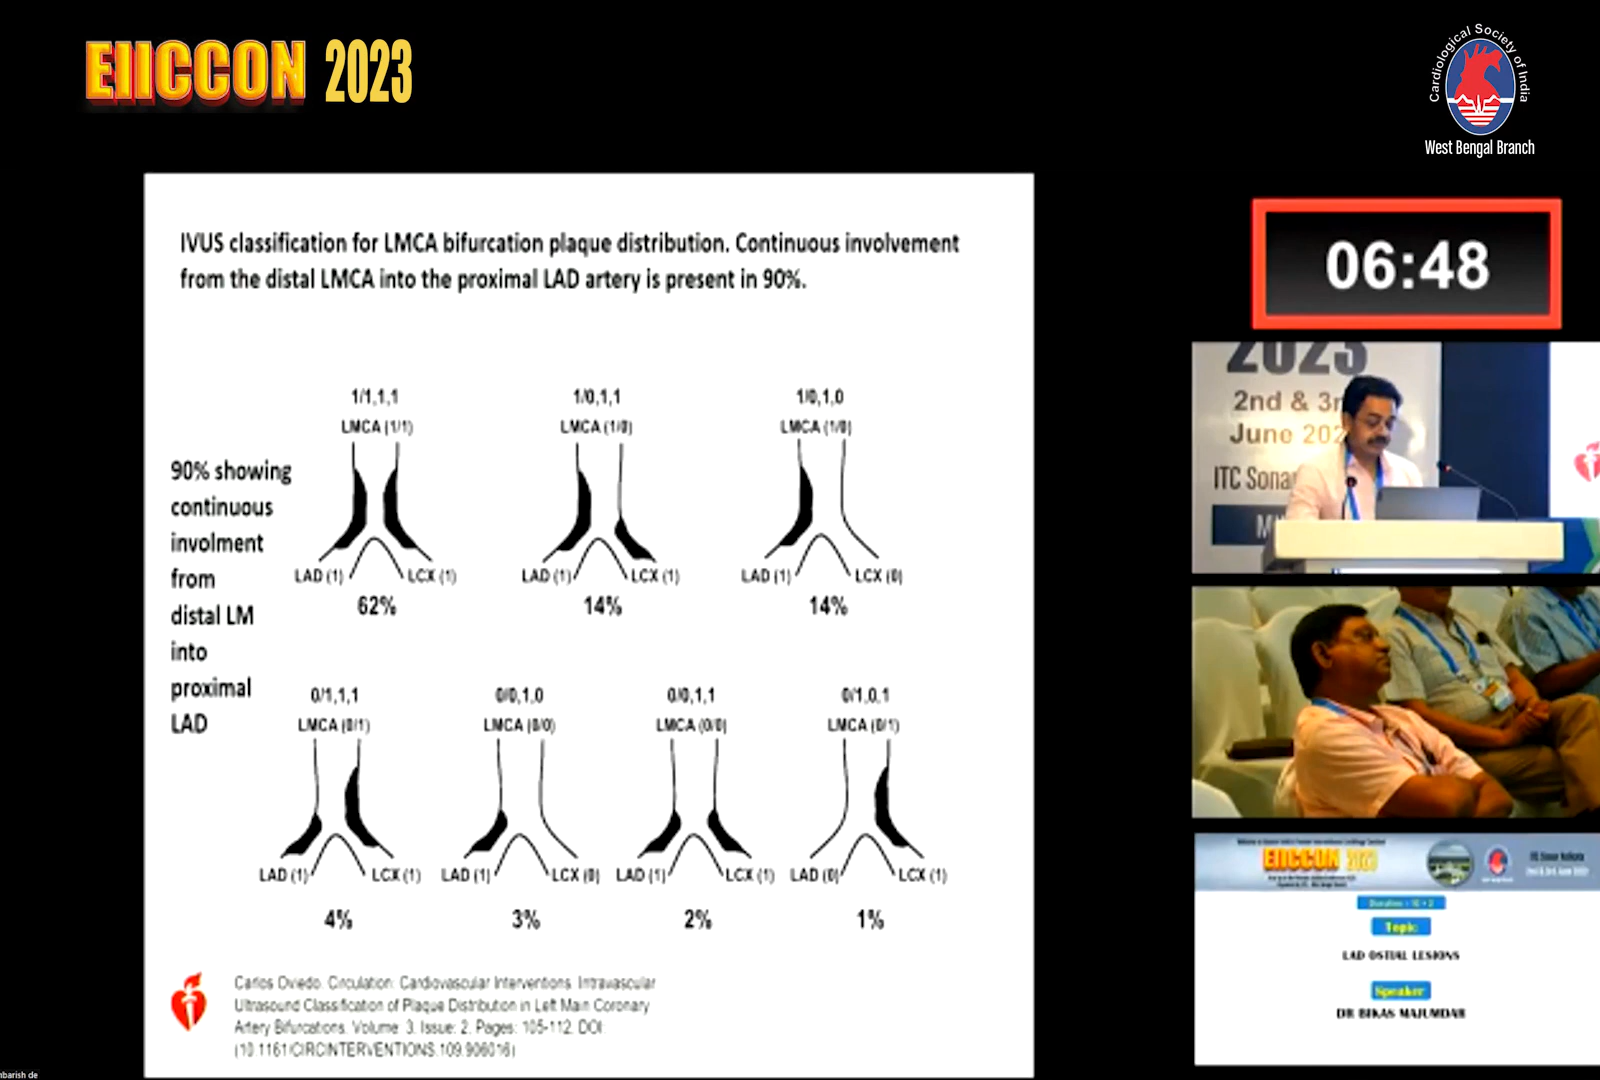 EIICCON 2023
Cardiological Society of India
West Bengal Branch
IVUS classification for LMCA bifurcation plaque distribution. Continuous involvement
from the distal LMCA into the proximal LAD artery is present in 90%.
06:48
90% showing
continuous
involment
from
distal LM
into
proximal
LAD
1/1,1,1
LMCA (1/1)
LAD (1)
LCX (1)
62%
1/0,1,1
LMCA (1/0)
LAD (1)
LCX (1)
14%
1/0,1,0
LMCA (1/0)
LAD (1)
LCX (0)
14%
0/1,1,1
LMCA (0/1)
LAD (1)
LCX (1)
4%
0/0,1,0
LMCA (0/0)
LAD (1)
LCX (0)
3%
0/0,1,1
LMCA (0/0)
LAD (1)
LCX (1)
2%
0/1,0,1
LMCA (0/1)
LAD (0)
LCX (1)
1%
Carlos Oviedo. Circulation: Cardiovascular Interventions. Intravascular
Ultrasound Classification of Plaque Distribution in Left Main Coronary
Artery Bifurcations, Volume: 3, Issue: 2, Pages: 105-112, DOI:
(10.1161/CIRCINTERVENTIONS.109.906016)
2023
2nd & 3r
June 202
ITC Sona
EIICCON 2023
Duration - 10 + 2
Topic
LAD OSTIAL LESIONS
Speaker
DR BIKAS MAJUMDAR
mbarish de